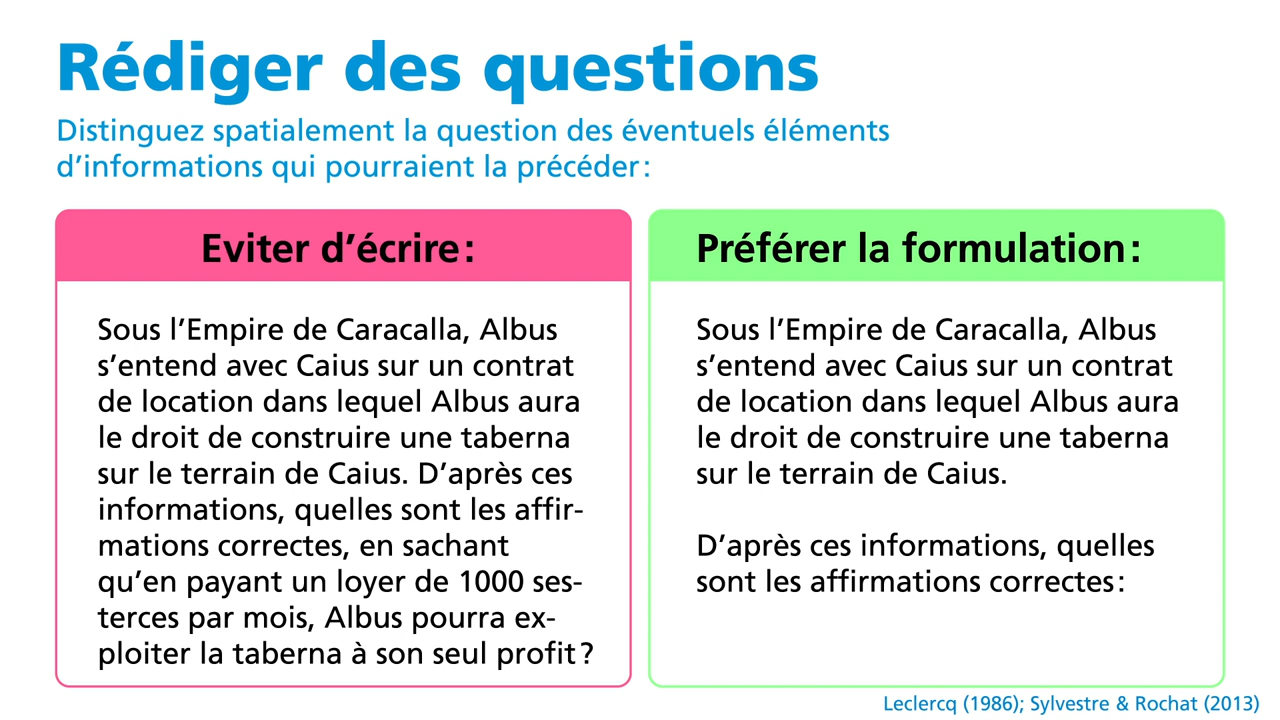 Rédiger des questions
Distinguez spatialement la question des éventuels éléments
d’informations qui pourraient la précéder :
Eviter d’écrire :
Sous l’Empire de Caracalla, Albus
s’entend avec Caius sur un contrat
de location dans lequel Albus aura
le droit de construire une taberna
sur le terrain de Caius. D’après ces
informations, quelles sont les affir-
mations correctes, en sachant
qu’en payant un loyer de 1000 ses-
terces par mois, Albus pourra ex-
ploiter la taberna à son seul profit ?
Préférer la formulation :
Sous l’Empire de Caracalla, Albus
s’entend avec Caius sur un contrat
de location dans lequel Albus aura
le droit de construire une taberna
sur le terrain de Caius.
D’après ces informations, quelles
sont les affirmations correctes :
Leclercq (1986); Sylvestre & Rochat (2013)